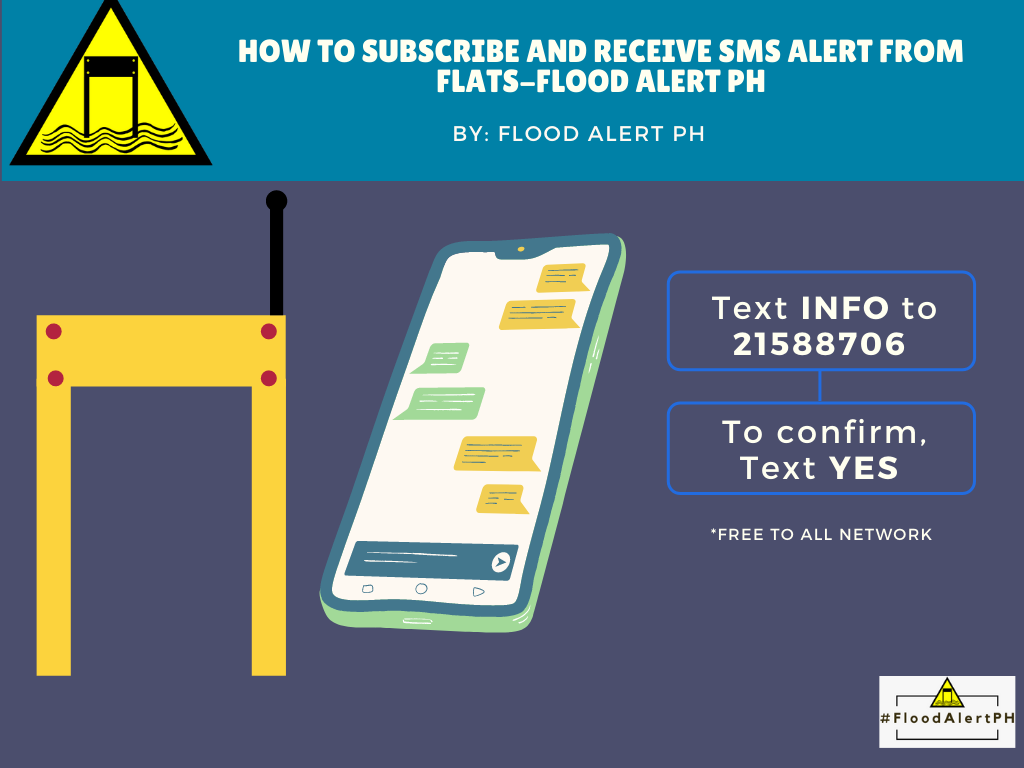 HOW TO SUBSCRIBE AND RECEIVE SMS ALERT FROM
FLATS-FLOOD ALERT PH
BY: FLOOD ALERT PH
Text INFO to
21588706
To confirm,
Text YES
*FREE TO ALL NETWORK
#FloodAlertPH